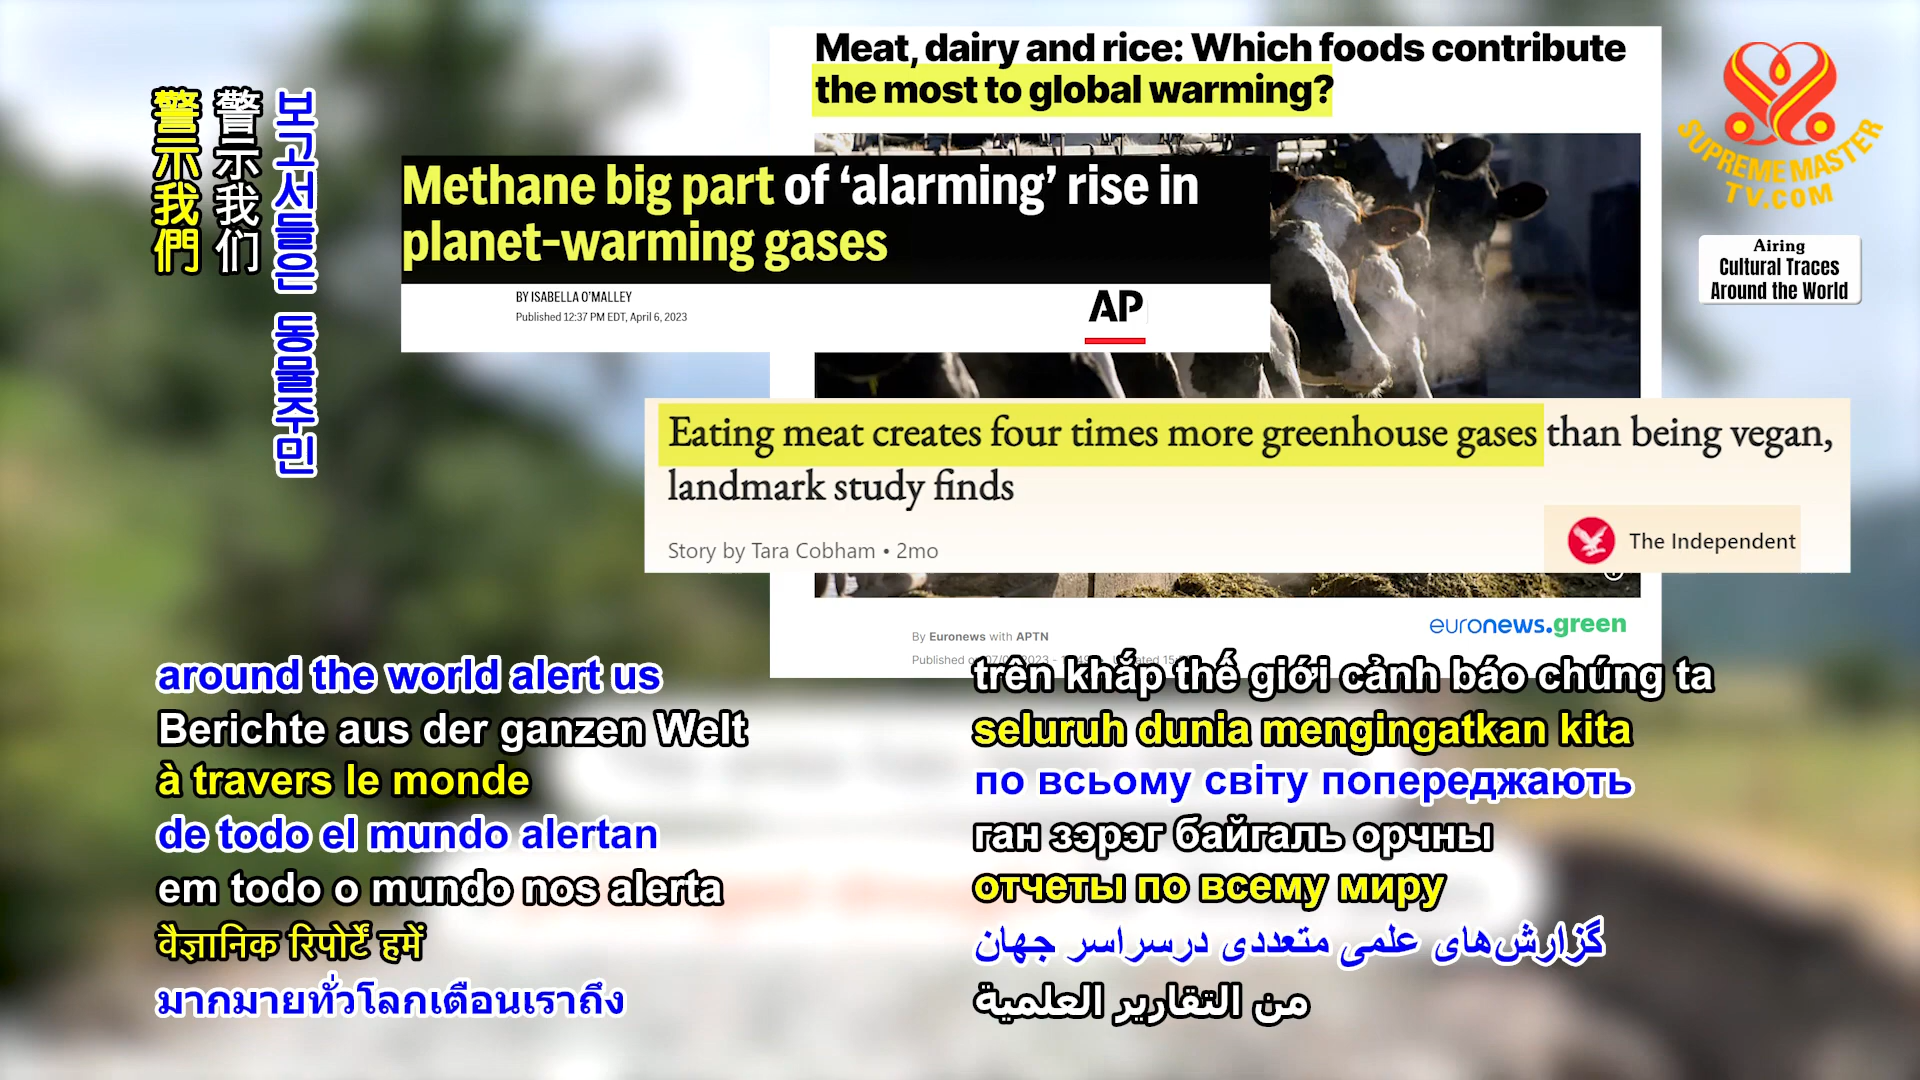 Meat, dairy and rice: Which foods contribute
the most to global warming?
Methane big part of ‘alarming’ rise in
planet-warming gases
BY ISABELLA O’MALLEY
Published 12:37 PM EDT, April 6, 2023
AP
Eating meat creates four times more greenhouse gases than being vegan,
landmark study finds
Story by Tara Cobham • 2mo
The Independent
By Euronews with APTN
euronews.green
Published
SUPREME MASTER
TV.COM
Airing
Cultural Traces
Around the World
警示我們
警示我们
보고서들은 동물주민
around the world alert us
Berichte aus der ganzen Welt
à travers le monde
de todo el mundo alertan
em todo o mundo nos alerta
वैज्ञानिक रिपोर्टें हमें
มากมายทั่วโลกเตือนเราถึง
trên khắp thế giới cảnh báo chúng ta
seluruh dunia mengingatkan kita
по всьому світу попереджають
ган зэрэг байгаль орчны
отчеты по всему миру
گزارش‌های علمی متعددی درسراسر جهان
من التقارير العلمية